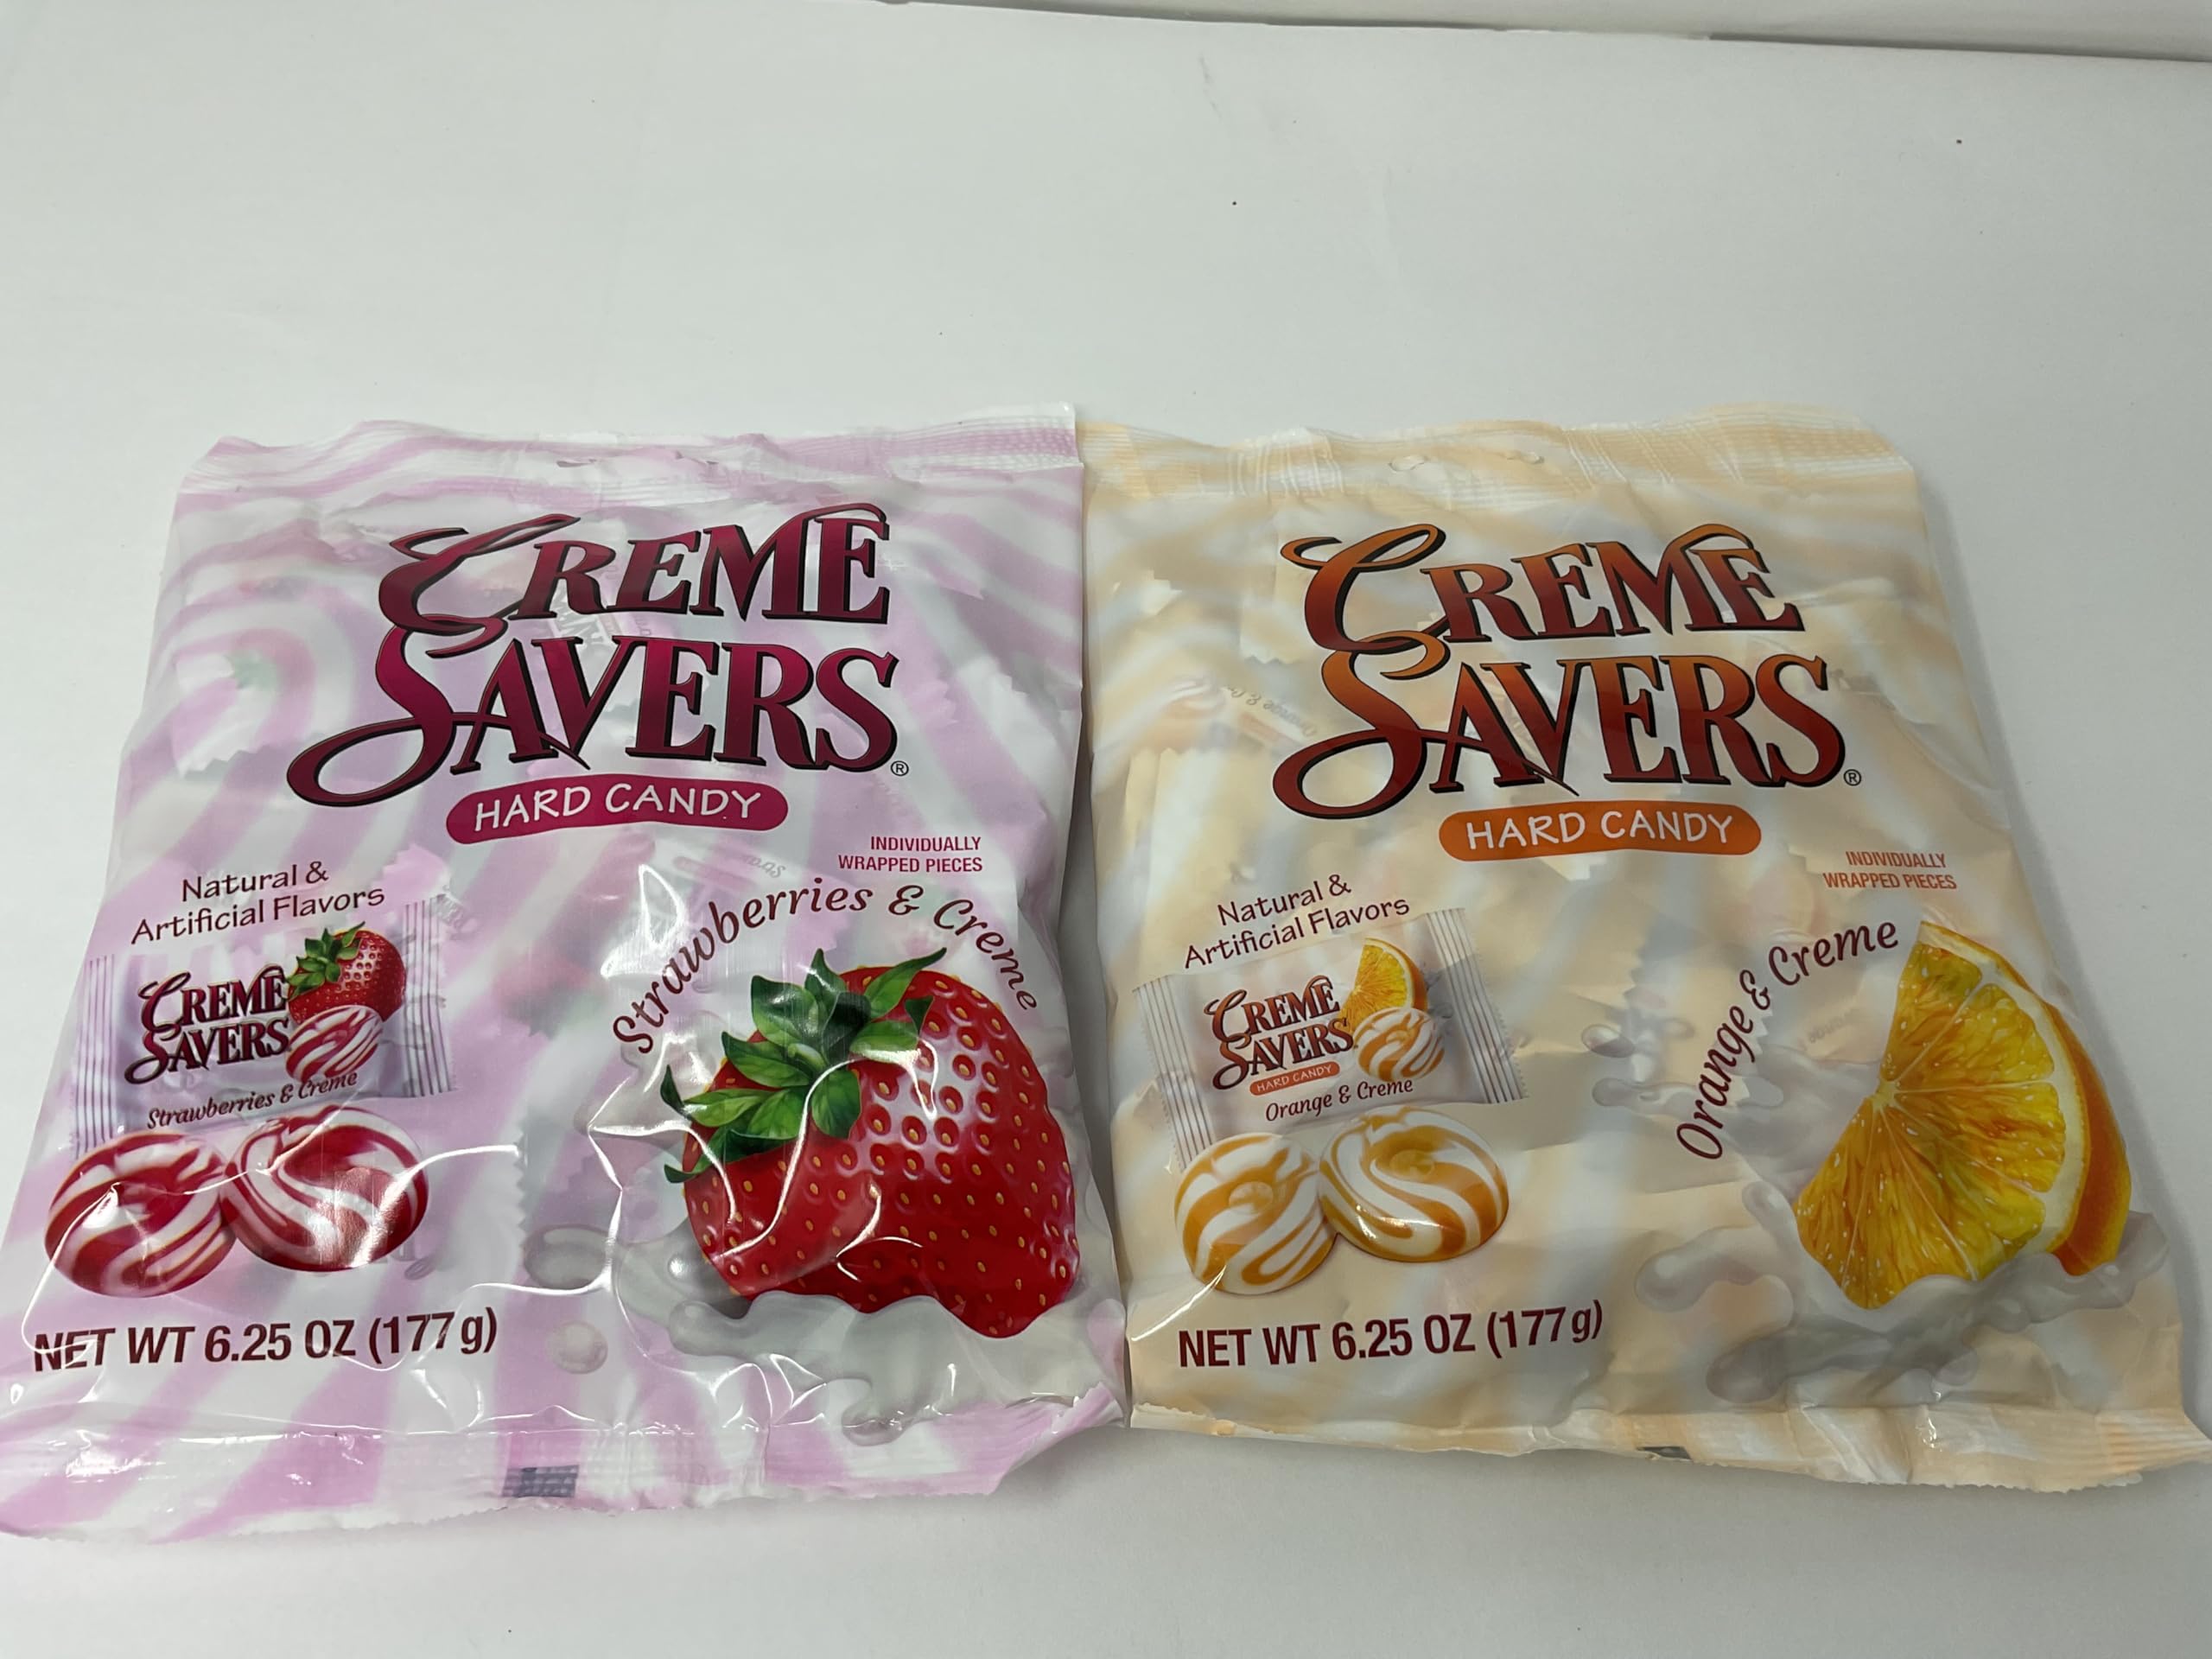 CREME
SAVERS®
HARD CANDY
INDIVIDUALLY
WRAPPED PIECES
Natural &
Artificial Flavors
Strawberries & Creme
CREME
SAVERS
Strawberries & Creme
NET WT 6.25 OZ (177 g)
CREME
SAVERS®
HARD CANDY
INDIVIDUALLY
WRAPPED PIECES
Natural &
Artificial Flavors
Orange & Creme
CREME
SAVERS
HARD CANDY
Orange & Creme
NET WT 6.25 OZ (177 g)